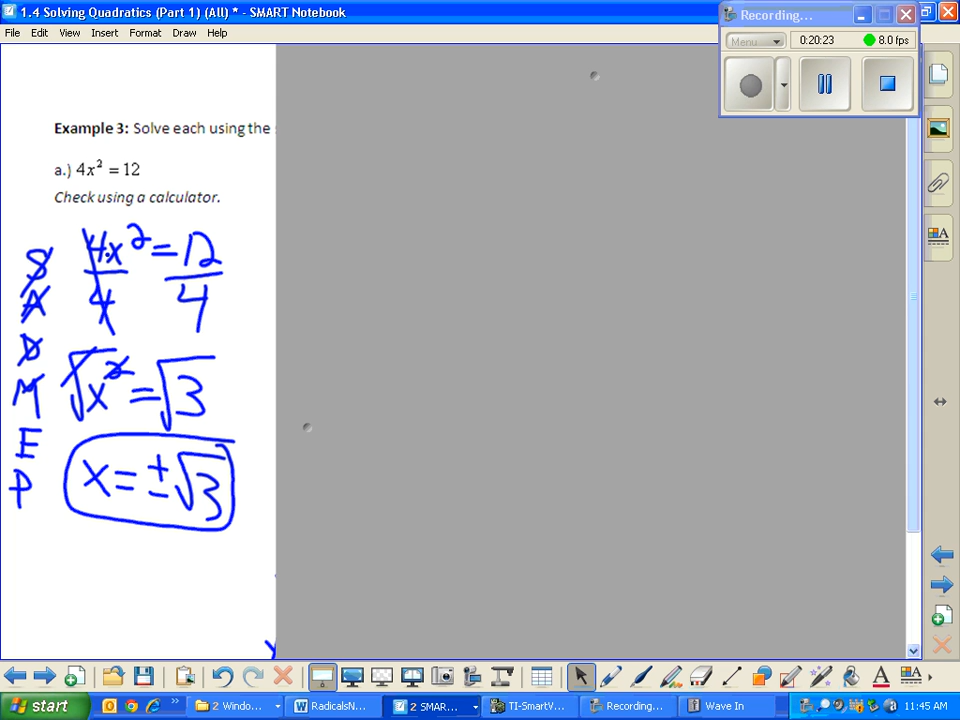 1.4 Solving Quadratics (Part 1) (All) * - SMART Notebook
Recording...
File Edit View Insert Format Draw Help
Menu 0:20:23 8.0 fps
Example 3: Solve each using the
a.) 4x² = 12
Check using a calculator.
S
A
D
M
E
P
4·x² = 12
4 4
√x² = √3
x = ±√3
start
2 Windo...
RadicalsN...
2 SMAR...
TI-SmartV...
Recording...
Wave In
11:45 AM